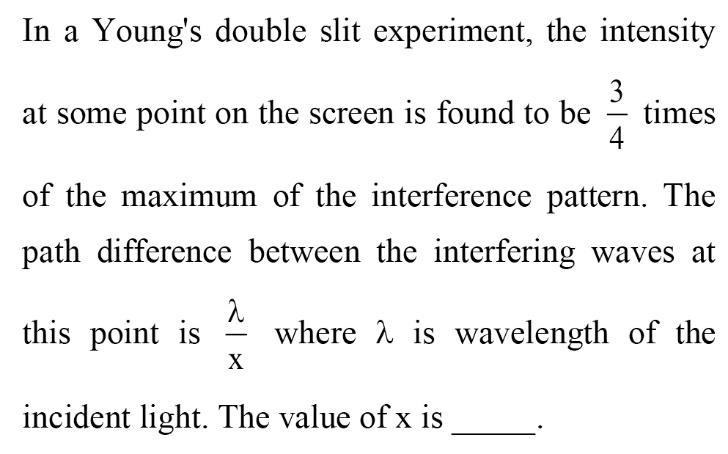 In a Young's double slit experiment, the intensity
at some point on the screen is found to be 3/4 times
of the maximum of the interference pattern. The
path difference between the interfering waves at
this point is λ/x where λ is wavelength of the
incident light. The value of x is _____.